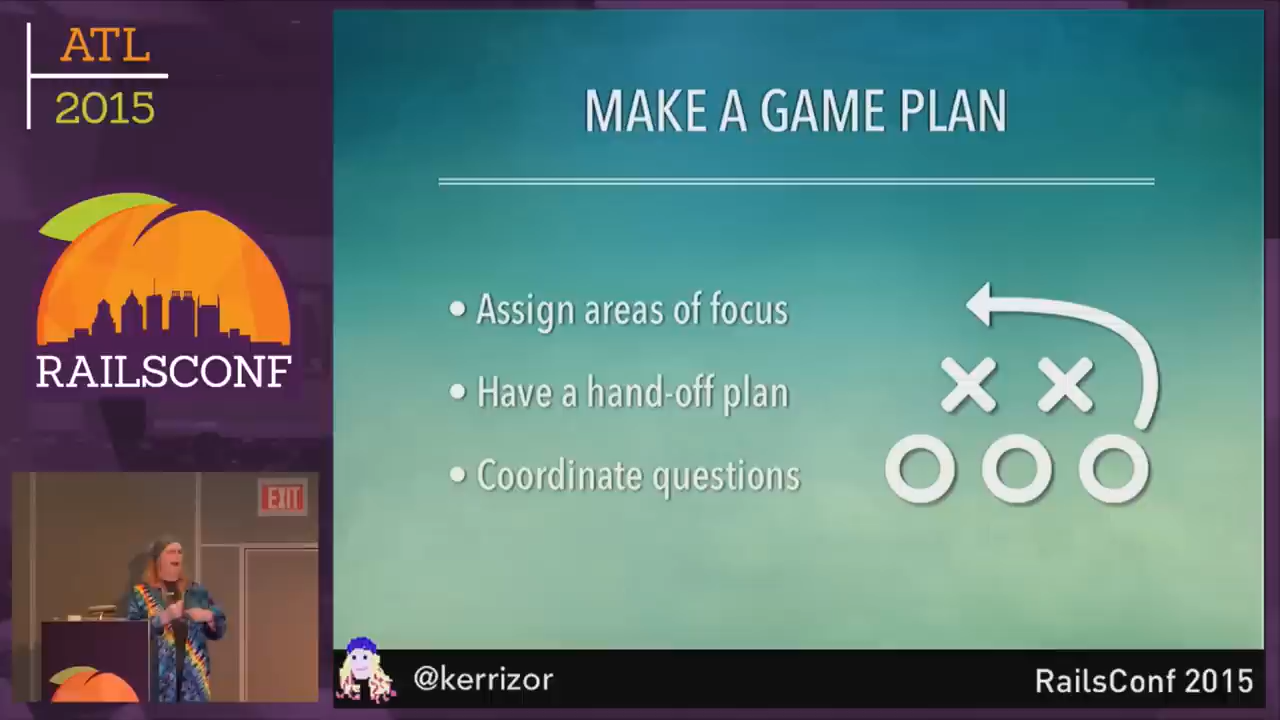 ATL
2015
RAILSCONF
EXIT
MAKE A GAME PLAN
• Assign areas of focus
• Have a hand-off plan
• Coordinate questions
@kerrizor
RailsConf 2015